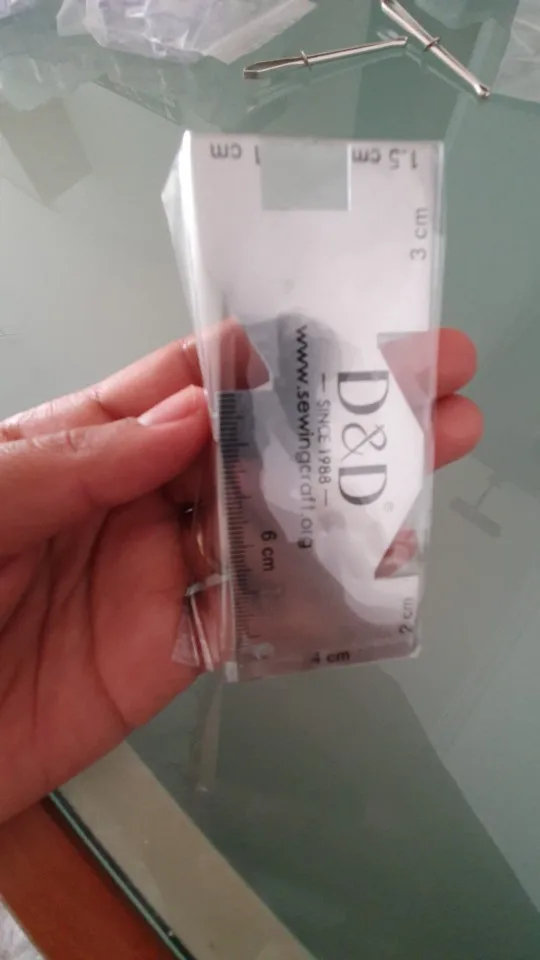 1 cm
1.5 cm
3 cm
D&D®
— SINCE 1988 —
www.sewingcraft.org
6 cm
2 cm
4 cm